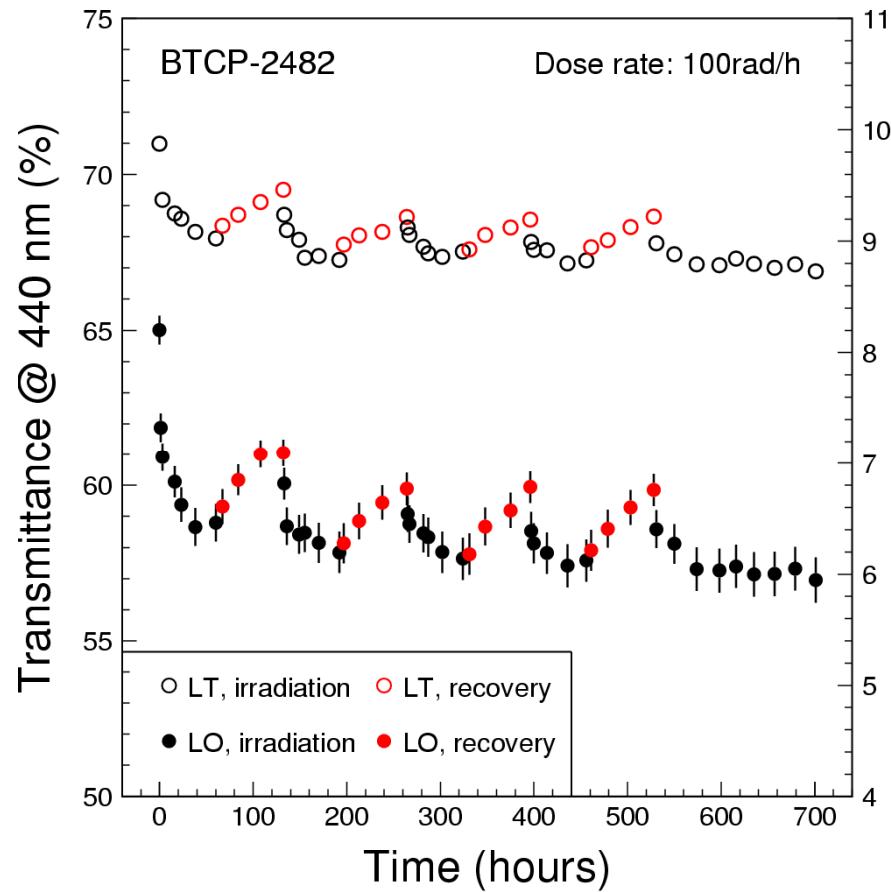 BTCP-2482
Dose rate: 100rad/h
Transmittance @ 440 nm (%)
75
70
65
60
55
50
11
10
9
8
7
6
5
4
LT, irradiation
LT, recovery
LO, irradiation
LO, recovery
0 100 200 300 400 500 600 700
Time (hours)